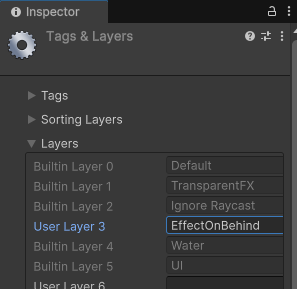 Inspector
Tags & Layers
Tags
Sorting Layers
Layers
Builtin Layer 0 Default
Builtin Layer 1 TransparentFX
Builtin Layer 2 Ignore Raycast
User Layer 3 EffectOnBehind
Builtin Layer 4 Water
Builtin Layer 5 UI
User Layer 6